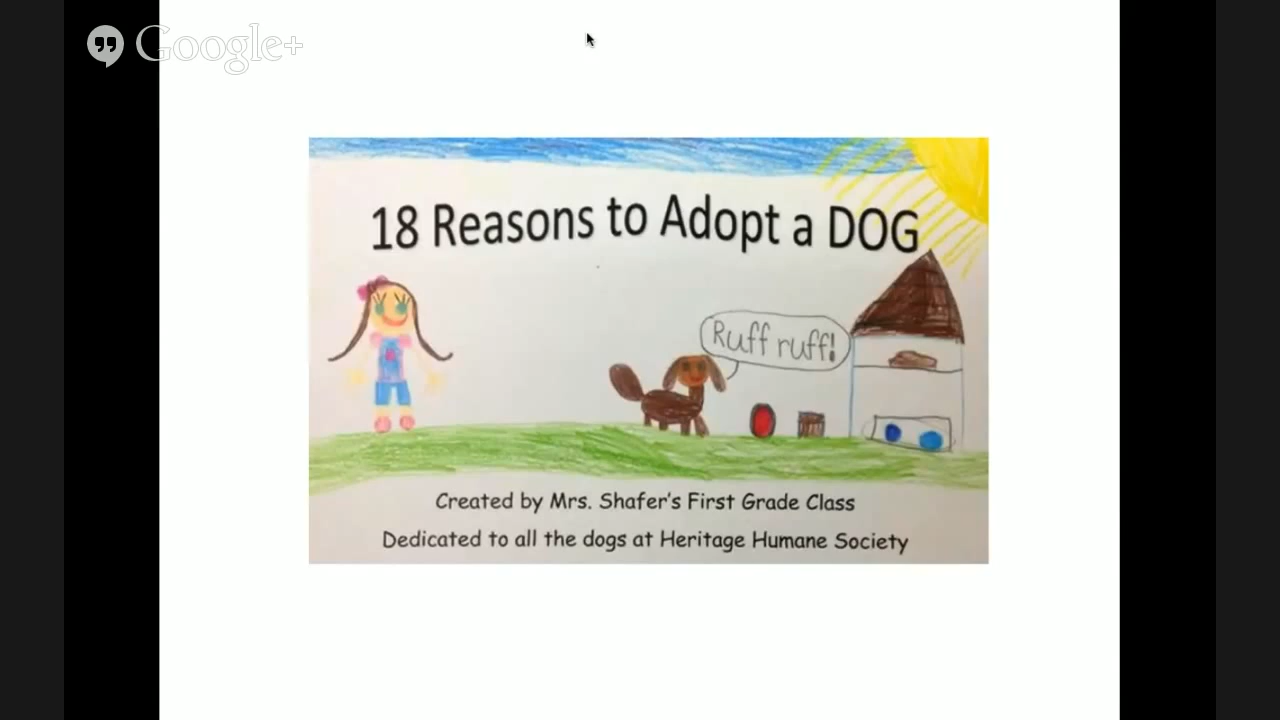 Google+
18 Reasons to Adopt a DOG
Ruff ruff!
Created by Mrs. Shafer's First Grade Class
Dedicated to all the dogs at Heritage Humane Society